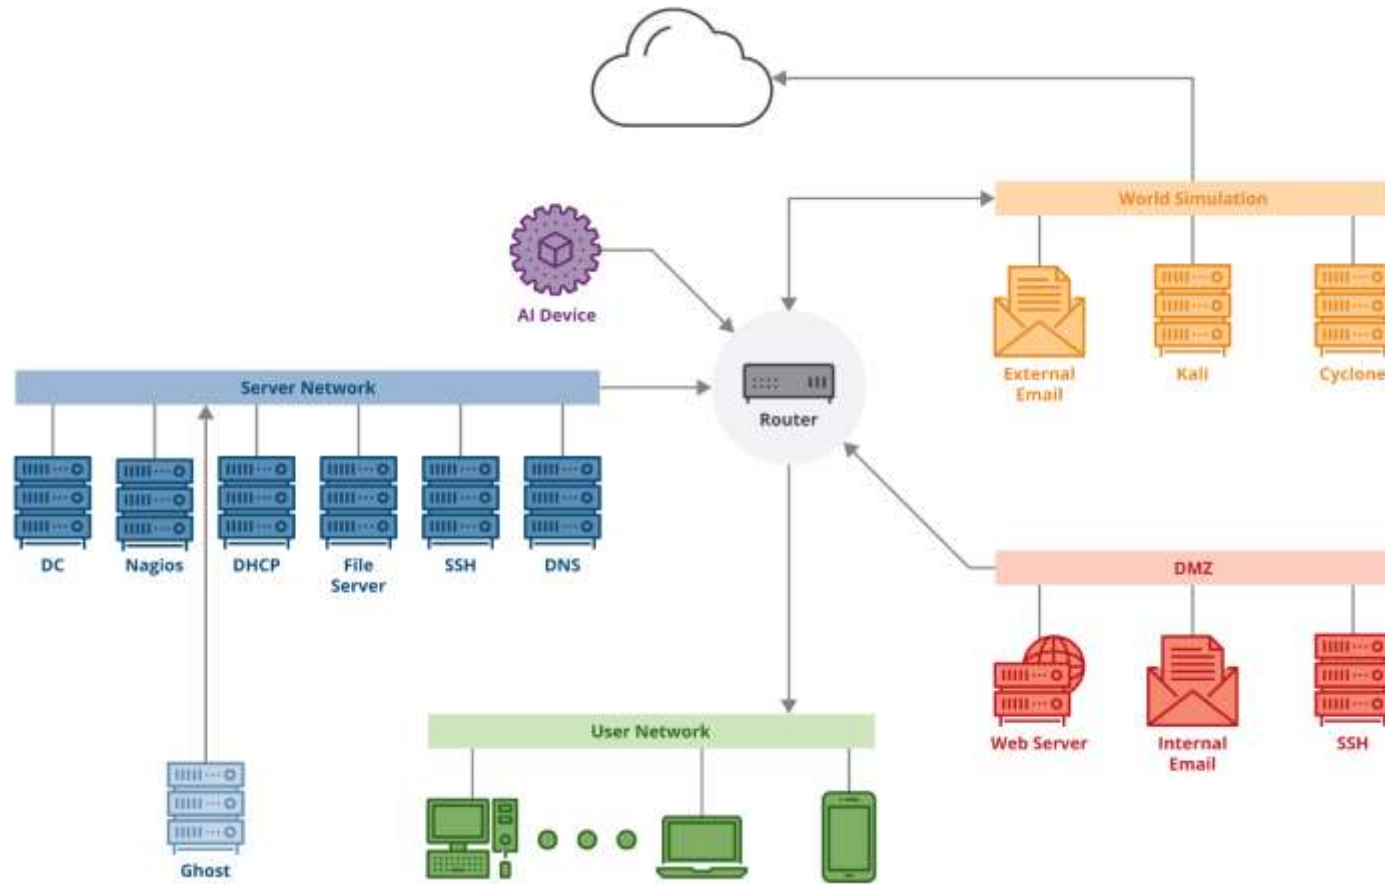 World Simulation
AI Device
External
Email
Kali
Cyclone
Server Network
Router
DC
Nagios
DHCP
File
Server
SSH
DNS
DMZ
Web Server
Internal
Email
SSH
User Network
Ghost